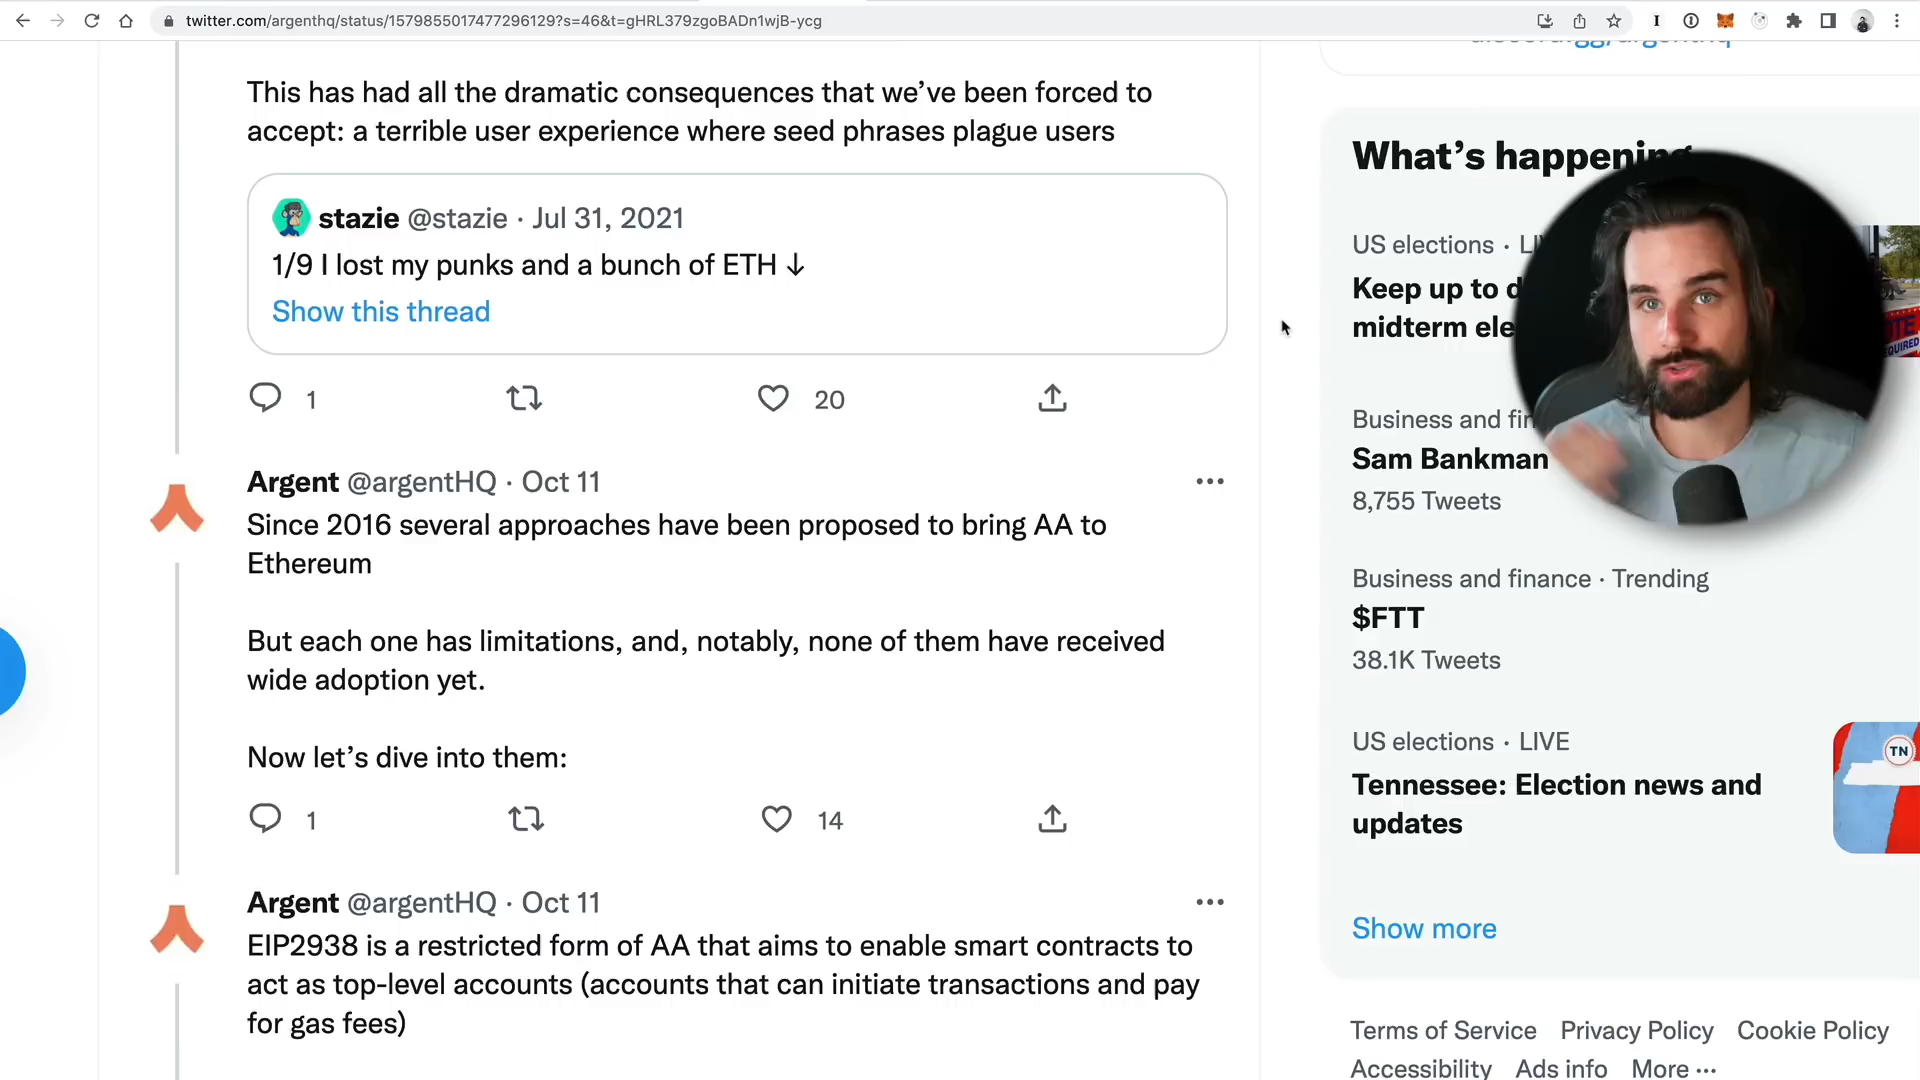 twitter.com/argenthq/status/1579855017477296129?s=46&t=gHRL379zgoBADn1wjB-ycg
This has had all the dramatic consequences that we’ve been forced to
accept: a terrible user experience where seed phrases plague users
stazie @stazie · Jul 31, 2021
1/9 I lost my punks and a bunch of ETH ↓
Show this thread
1
20
Argent @argentHQ · Oct 11
Since 2016 several approaches have been proposed to bring AA to
Ethereum
But each one has limitations, and, notably, none of them have received
wide adoption yet.
Now let’s dive into them:
1
14
Argent @argentHQ · Oct 11
EIP2938 is a restricted form of AA that aims to enable smart contracts to
act as top-level accounts (accounts that can initiate transactions and pay
for gas fees)
What’s happening
US elections ·
Keep up to
midterm
Business and
Sam Bankman
8,755 Tweets
Business and finance · Trending
$FTT
38.1K Tweets
US elections · LIVE
Tennessee: Election news and
updates
TN
Show more
Terms of Service Privacy Policy Cookie Policy
Accessibility Ads info More ···